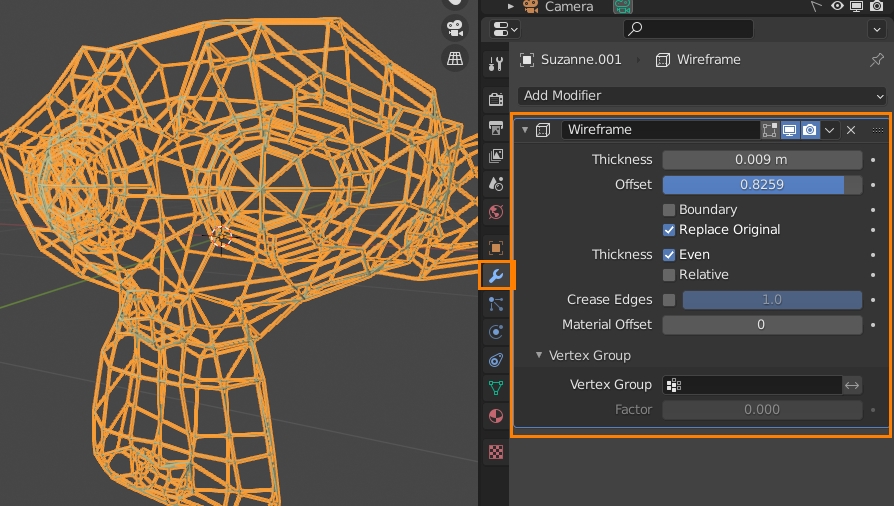 Camera
Suzanne.001 Wireframe
Add Modifier
Wireframe
Thickness 0.009 m
Offset 0.8259
Boundary
Replace Original
Thickness Even
Relative
Crease Edges 1.0
Material Offset 0
Vertex Group
Vertex Group
Factor 0.000